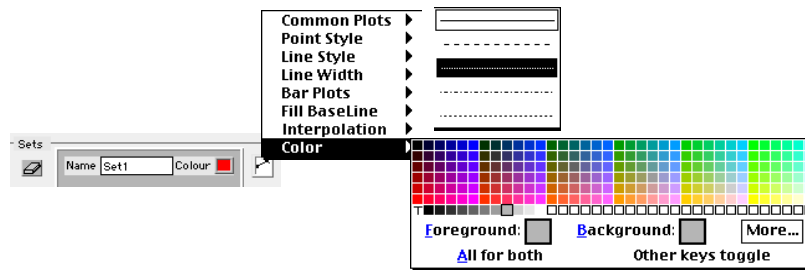 Common Plots
Point Style
Line Style
Line Width
Bar Plots
Fill BaseLine
Interpolation
Color
Sets
Name Set1 Colour
T
Foreground: Background: More...
All for both Other keys toggle